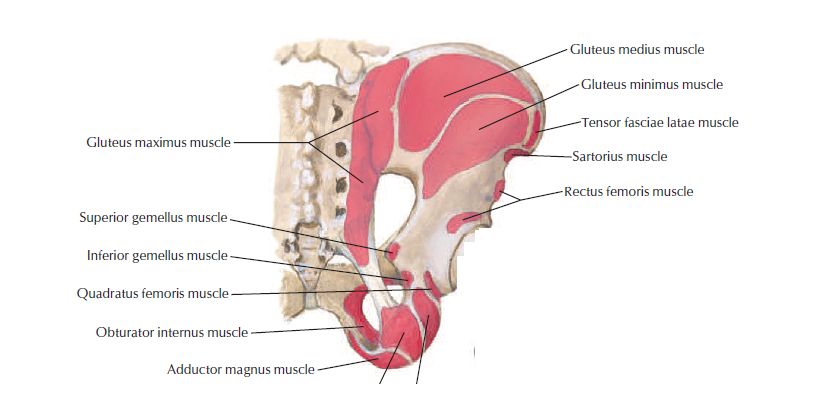 Gluteus medius muscle
Gluteus minimus muscle
Tensor fasciae latae muscle
Gluteus maximus muscle
Sartorius muscle
Rectus femoris muscle
Superior gemellus muscle
Inferior gemellus muscle
Quadratus femoris muscle
Obturator internus muscle
Adductor magnus muscle